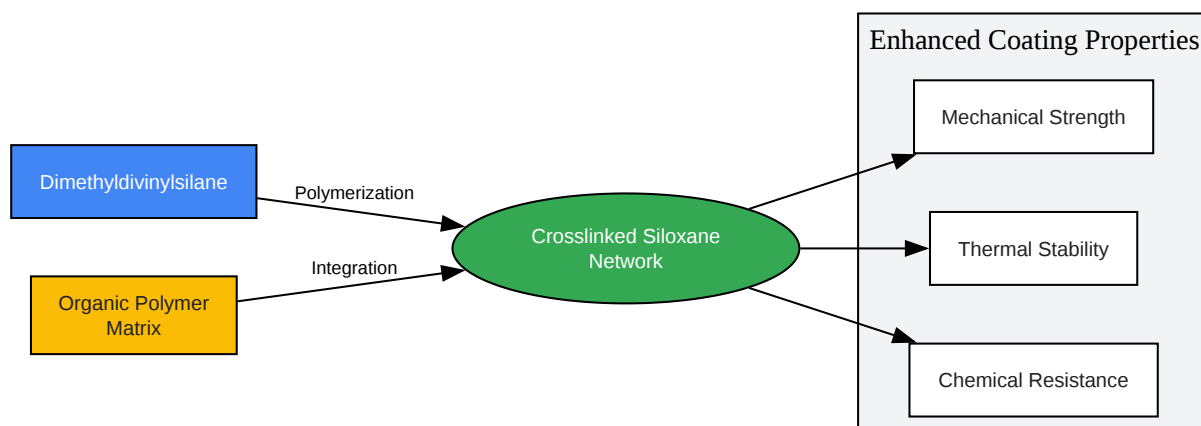 Enhanced Coating Properties
Mechanical Strength
Dimethyldivinylsilane
Polymerization
Crosslinked Siloxane
Network
Thermal Stability
Integration
Organic Polymer
Matrix
Chemical Resistance